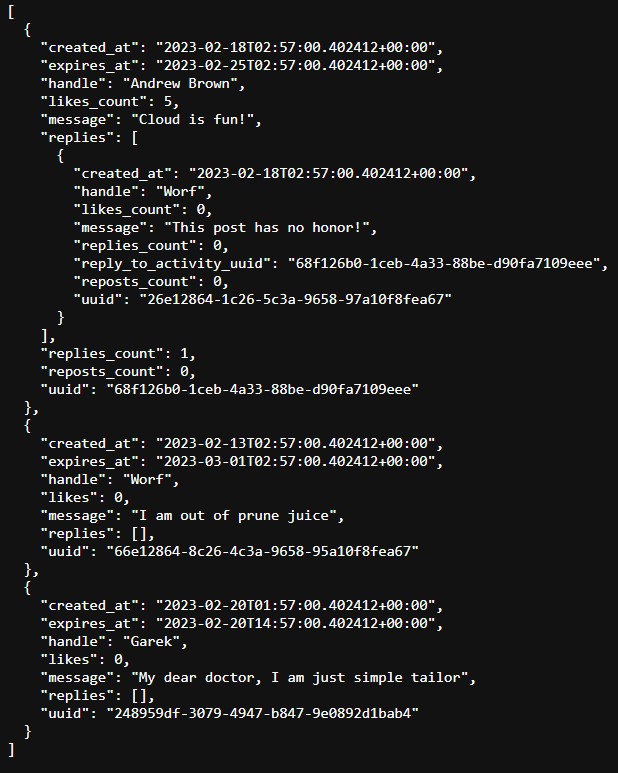 [
  {
    "created_at": "2023-02-18T02:57:00.402412+00:00",
    "expires_at": "2023-02-25T02:57:00.402412+00:00",
    "handle": "Andrew Brown",
    "likes_count": 5,
    "message": "Cloud is fun!",
    "replies": [
      {
        "created_at": "2023-02-18T02:57:00.402412+00:00",
        "handle": "Worf",
        "likes_count": 0,
        "message": "This post has no honor!",
        "replies_count": 0,
        "reply_to_activity_uuid": "68f126b0-1ceb-4a33-88be-d90fa7109eee",
        "reposts_count": 0,
        "uuid": "26e12864-1c26-5c3a-9658-97a10f8fea67"
      }
    ],
    "replies_count": 1,
    "reposts_count": 0,
    "uuid": "68f126b0-1ceb-4a33-88be-d90fa7109eee"
  },
  {
    "created_at": "2023-02-13T02:57:00.402412+00:00",
    "expires_at": "2023-03-01T02:57:00.402412+00:00",
    "handle": "Worf",
    "likes": 0,
    "message": "I am out of prune juice",
    "replies": [],
    "uuid": "66e12864-8c26-4c3a-9658-95a10f8fea67"
  },
  {
    "created_at": "2023-02-20T01:57:00.402412+00:00",
    "expires_at": "2023-02-20T14:57:00.402412+00:00",
    "handle": "Garek",
    "likes": 0,
    "message": "My dear doctor, I am just simple tailor",
    "replies": [],
    "uuid": "248959df-3079-4947-b847-9e0892d1bab4"
  }
]